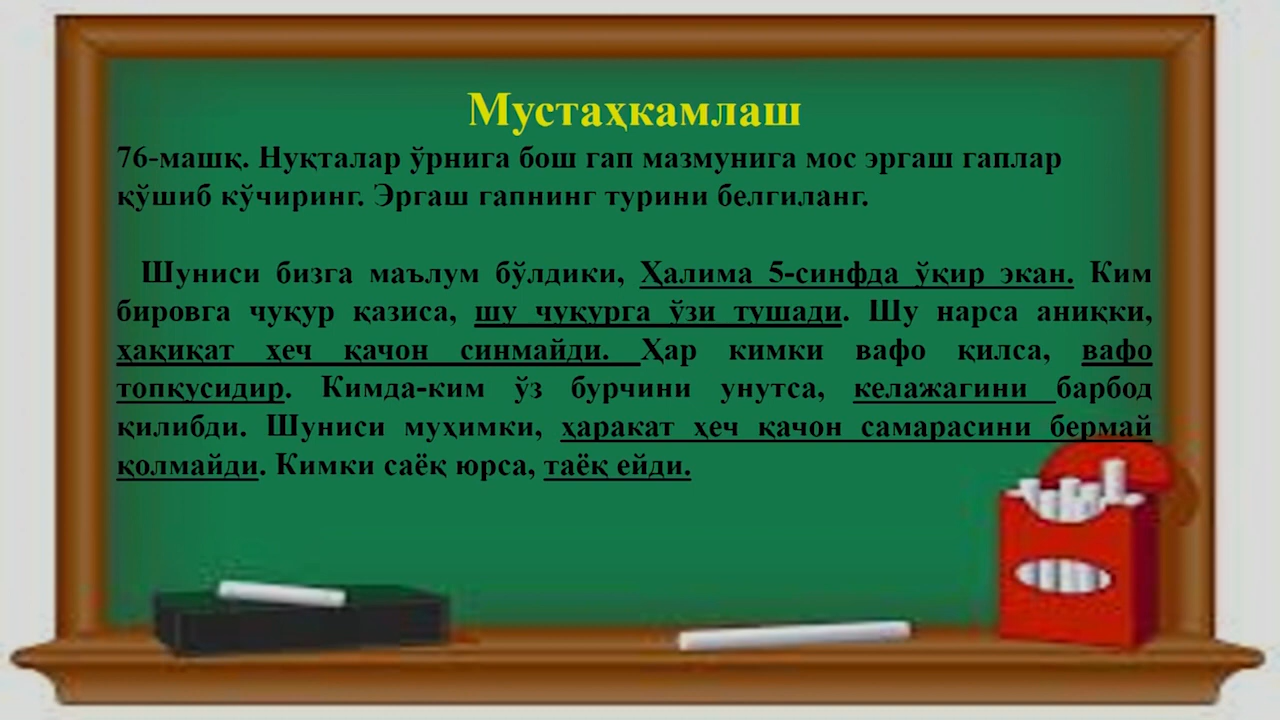 Мустаҳкамлаш
76-машқ. Нуқталар ўрнига бош гап мазмунига мос эргаш гаплар
қўшиб кўчиринг. Эргаш гапнинг турини белгиланг.
Шуниси бизга маълум бўлдики, Ҳалима 5-синфда ўқир экан. Ким
бировга чуқур қазиса, шу чуқурга ўзи тушади. Шу нарса аниқки,
ҳақиқат ҳеч қачон синмайди. Ҳар кимки вафо қилса, вафо
топқусидир. Кимда-ким ўз бурчини унутса, келажагини барбод
қилибди. Шуниси муҳимки, ҳаракат ҳеч қачон самарасини бермай
қолмайди. Кимки саёқ юрса, таёқ ейди.